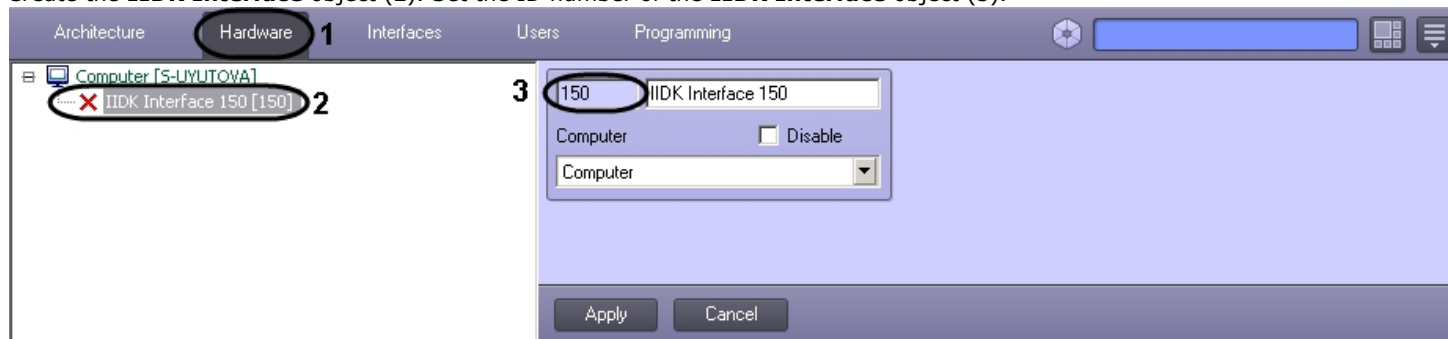 create the IIDK Interface object (2). Set the ID number of the IIDK Interface object (3).
Architecture Hardware 1 Interfaces Users Programming
Computer [S-UYUTOVA]
IIDK Interface 150 [150] 2
3 150 IIDK Interface 150
Computer Disable
Computer
Apply Cancel